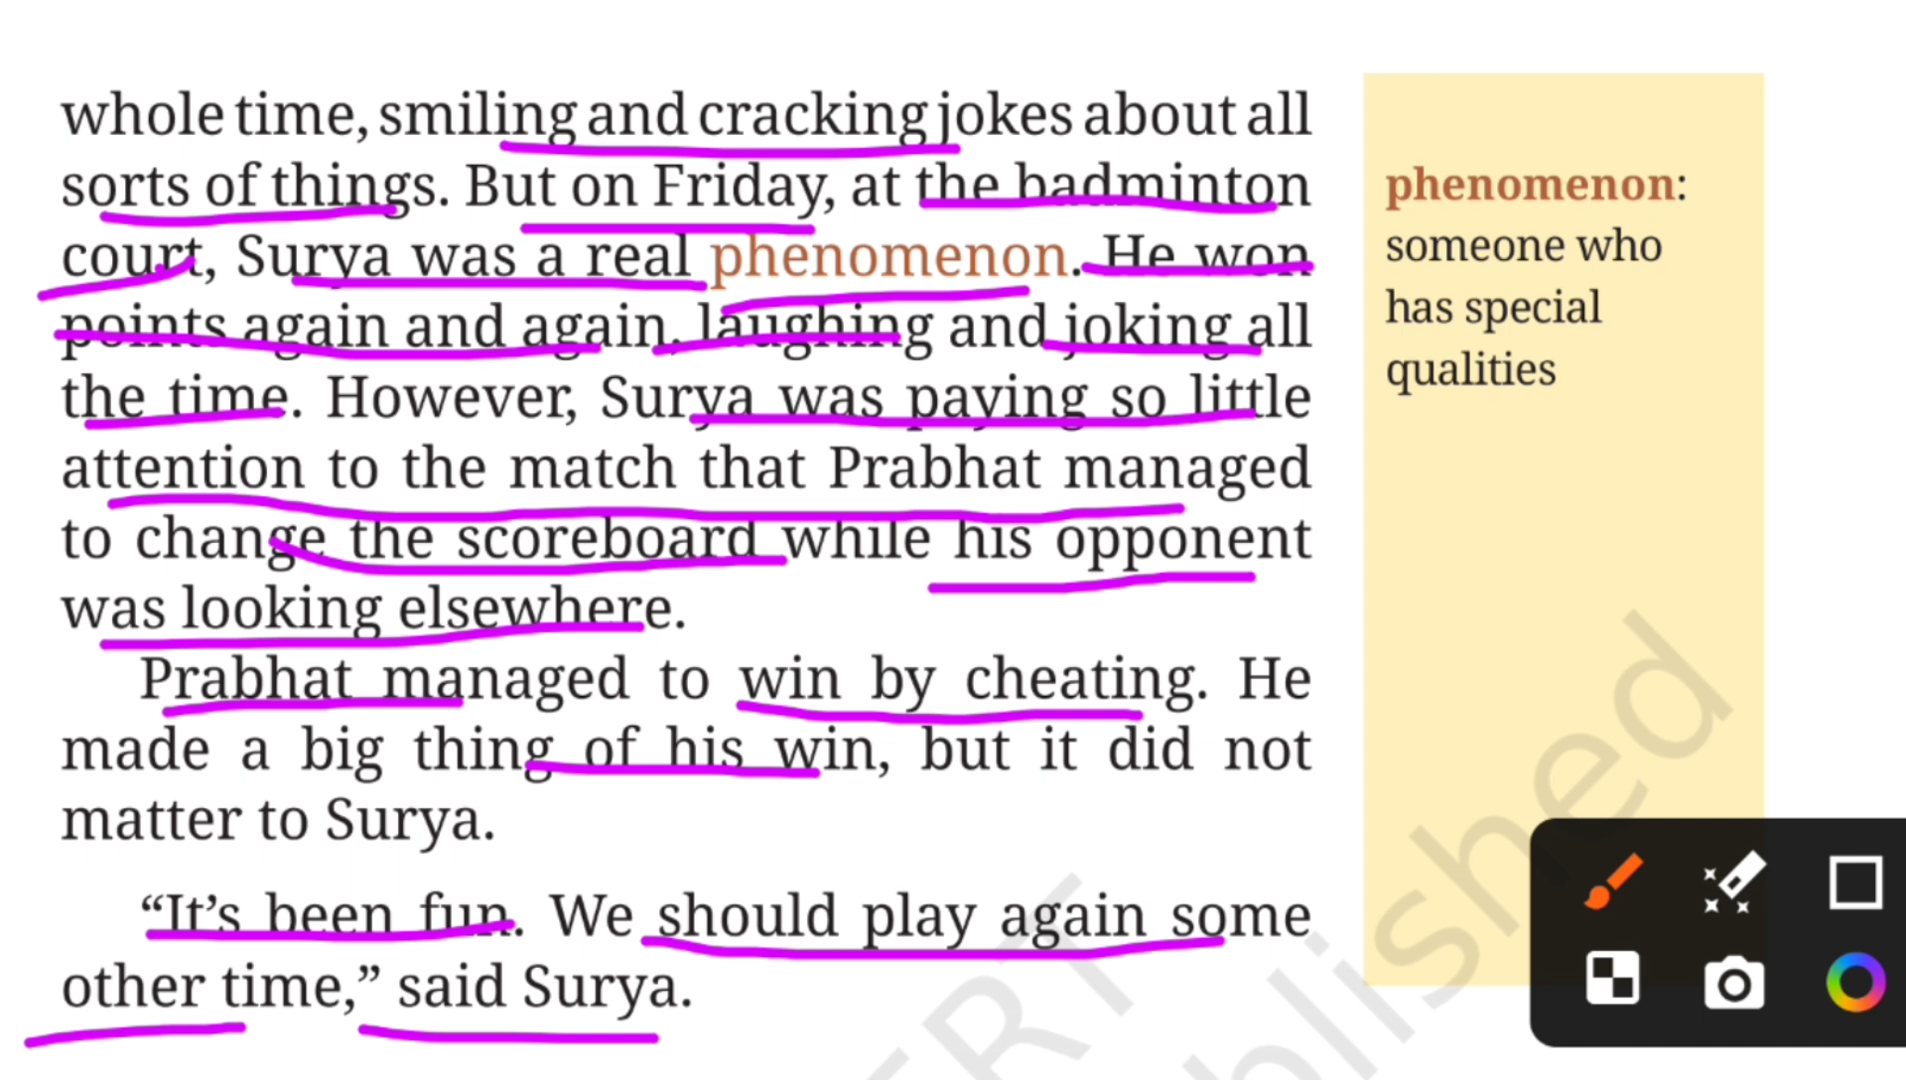 whole time, smiling and cracking jokes about all
sorts of things. But on Friday, at the badminton
court, Surya was a real phenomenon. He won
points again and again, laughing and joking all
the time. However, Surya was paying so little
attention to the match that Prabhat managed
to change the scoreboard while his opponent
was looking elsewhere.
Prabhat managed to win by cheating. He
made a big thing of his win, but it did not
matter to Surya.
“It’s been fun. We should play again some
other time,” said Surya.
phenomenon:
someone who
has special
qualities